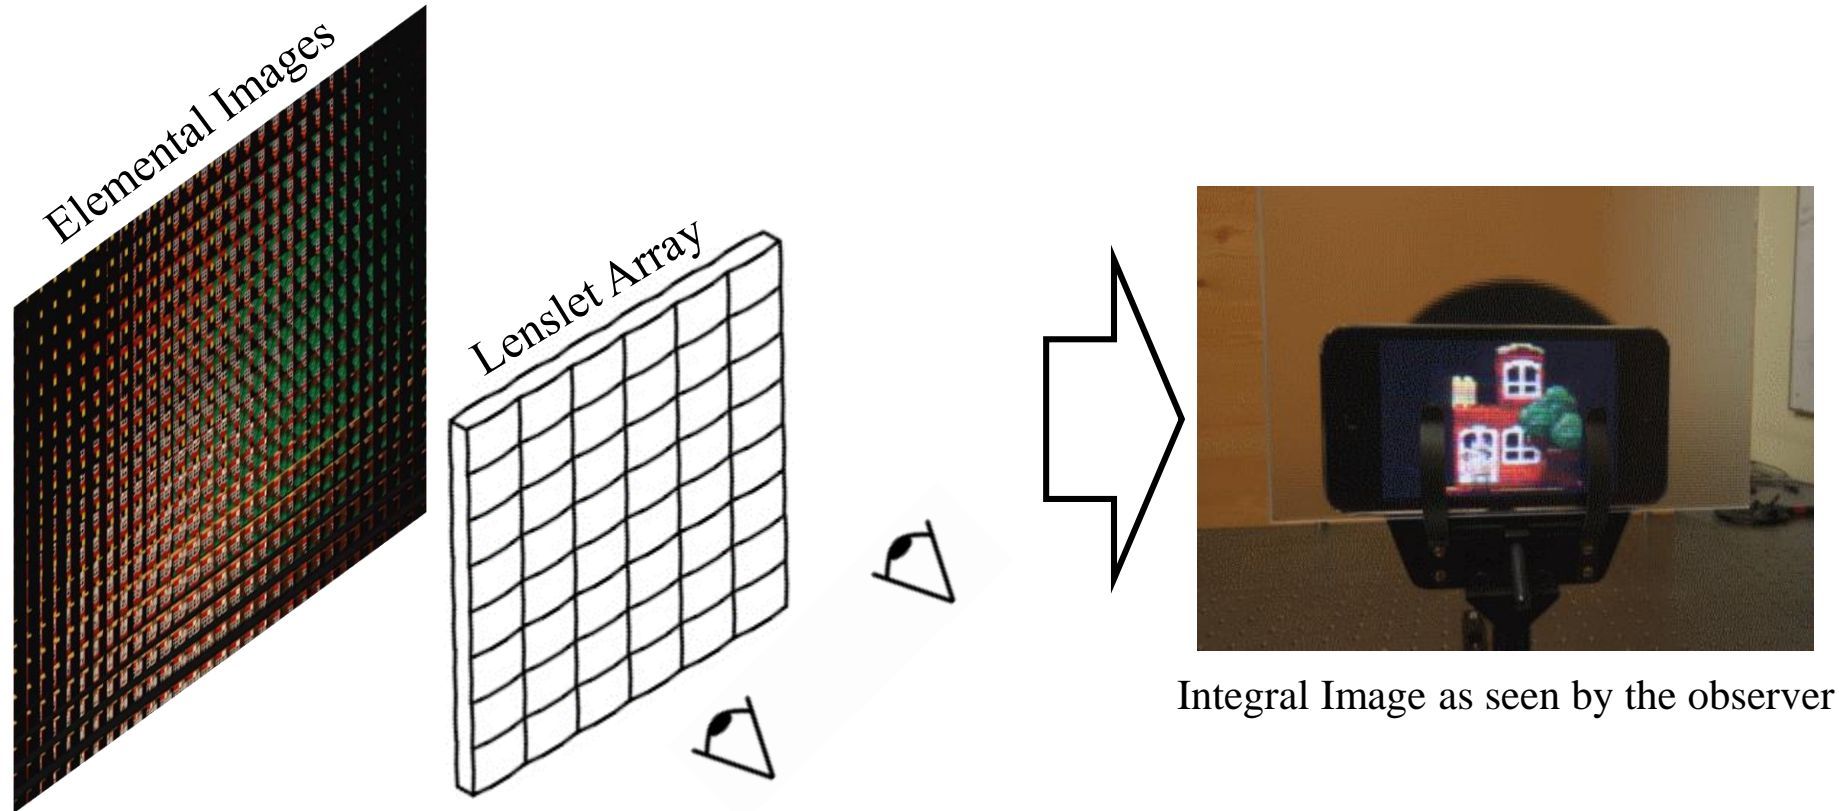 Elemental Images
Lenslet Array
Integral Image as seen by the observer